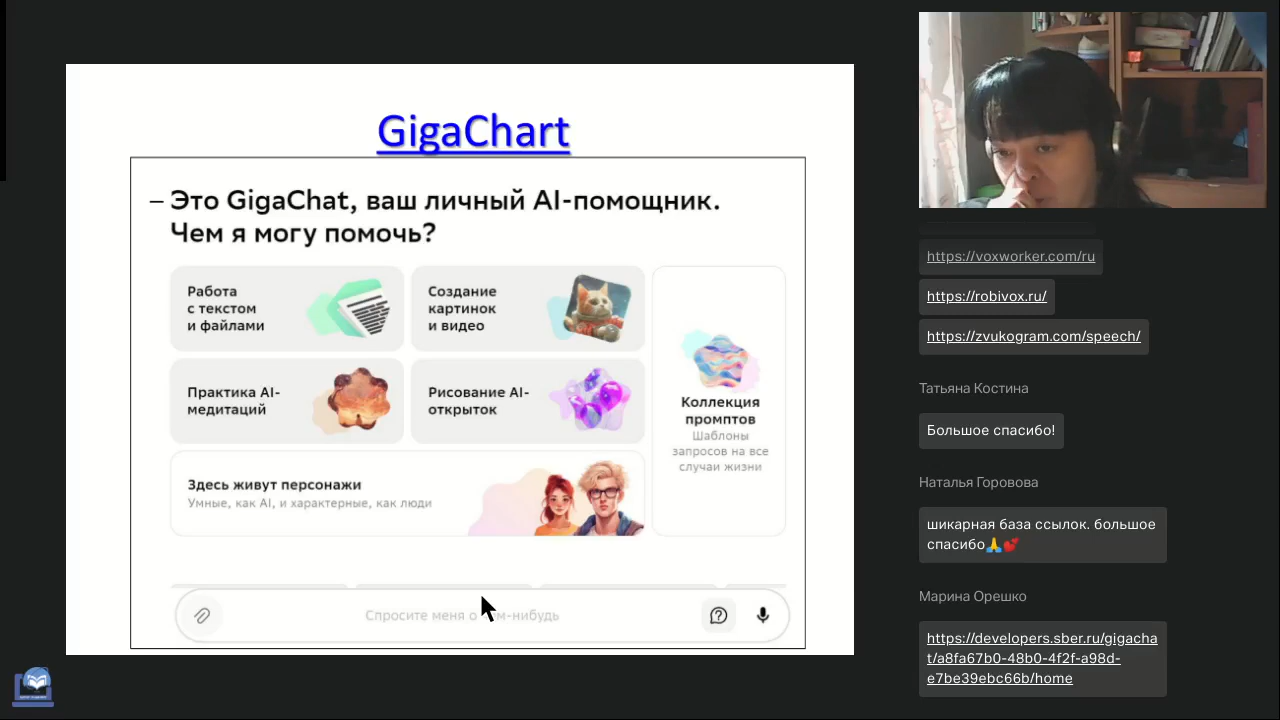 GigaChart
– Это GigaChat, ваш личный AI-помощник.
Чем я могу помочь?
Работа
с текстом
и файлами
Создание
картинок
и видео
Практика AI-
медитаций
Рисование AI-
открыток
Коллекция
промптов
Шаблоны
запросов на все
случаи жизни
Здесь живут персонажи
Умные, как AI, и характерные, как люди
Спросите меня о -нибудь
https://voxworker.com/ru
https://robivox.ru/
https://zvukogram.com/speech/
Татьяна Костина
Большое спасибо!
Наталья Горовова
шикарная база ссылок. большое
спасибо🙏💕
Марина Орешко
https://developers.sber.ru/gigacha
t/a8fa67b0-48b0-4f2f-a98d-
e7be39ebc66b/home